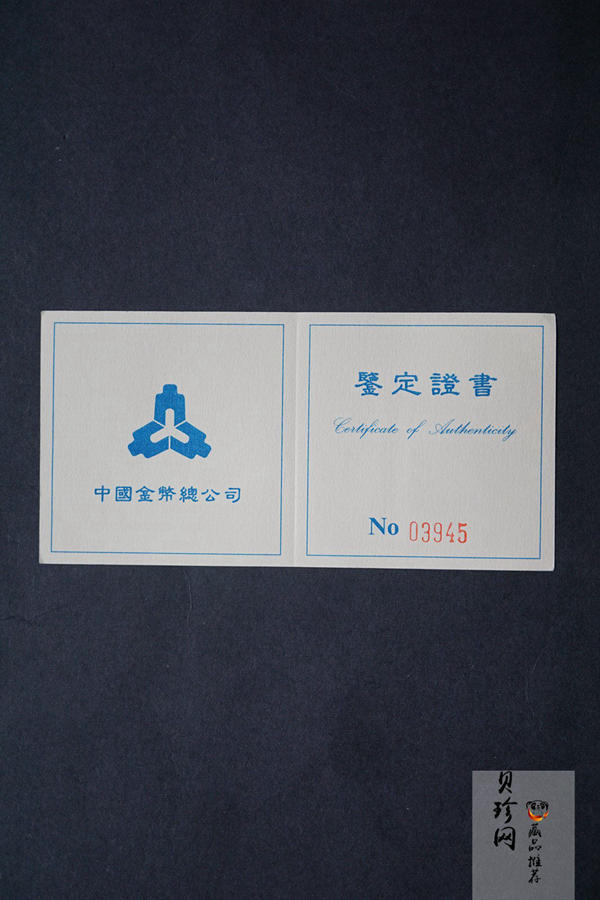 中國金幣總公司
鑒定證書
Certificate of Authenticity
No 03945
贝珍网
藏品推荐